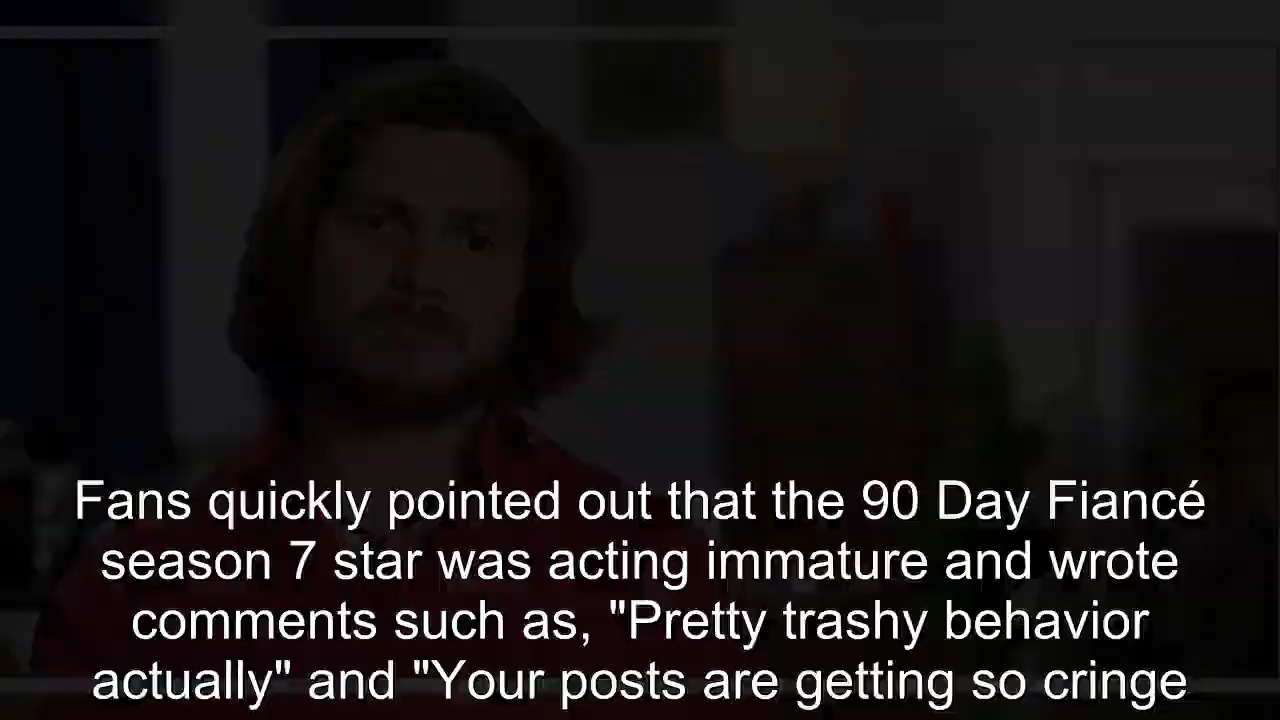 Fans quickly pointed out that the 90 Day Fiancé
season 7 star was acting immature and wrote
comments such as, "Pretty trashy behavior
actually" and "Your posts are getting so cringe